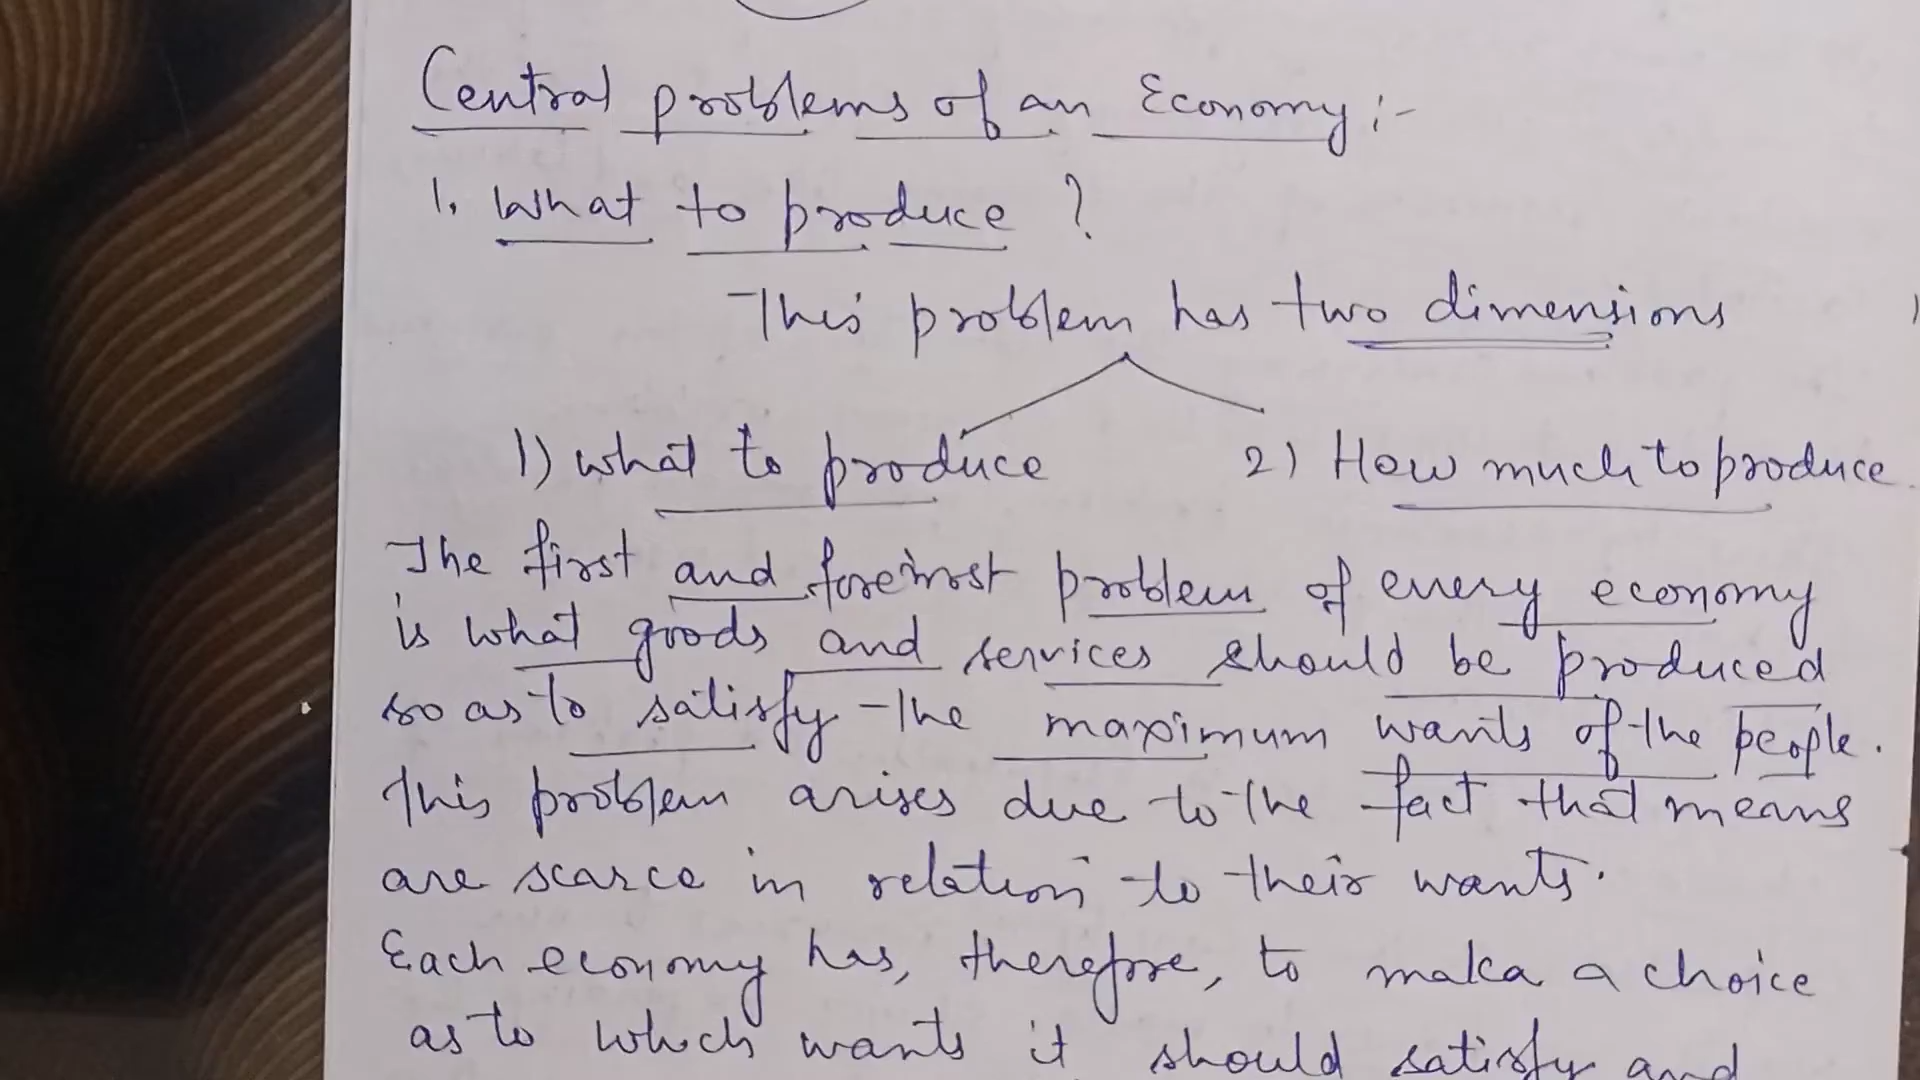 Central problems of an Economy:-
1. What to produce ?
This problem has two dimensions
1) what to produce 2) How much to produce
The first and foremost problem of every economy
is what goods and services should be produced
so as to satisfy the maximum wants of the people.
This problem arises due to the fact that means
are scarce in relation to their wants.
Each economy has, therefore, to maka a choice
as to which wants it should satisfy and